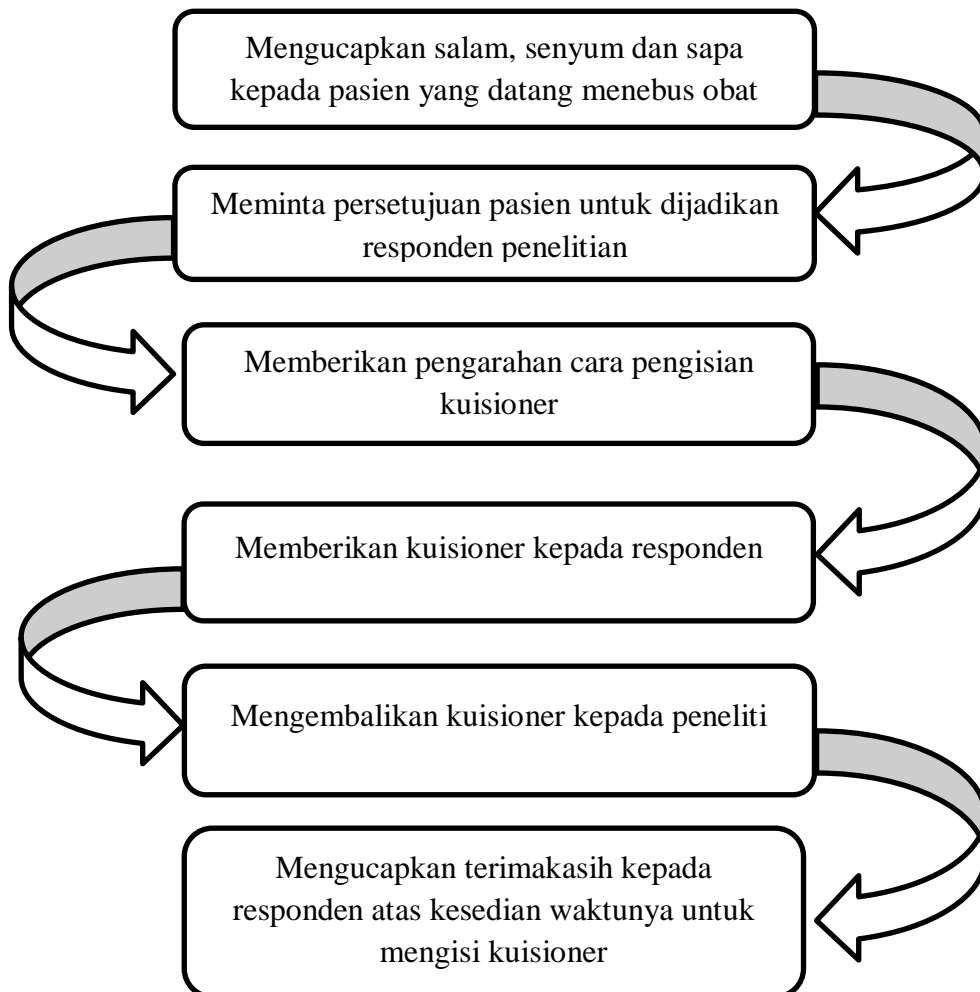 Mengucapkan salam, senyum dan sapa
kepada pasien yang datang menebus obat
Meminta persetujuan pasien untuk dijadikan
responden penelitian
Memberikan pengarahan cara pengisian
kuisioner
Memberikan kuisioner kepada responden
Mengembalikan kuisioner kepada peneliti
Mengucapkan terimakasih kepada
responden atas kesedian waktunya untuk
mengisi kuisioner